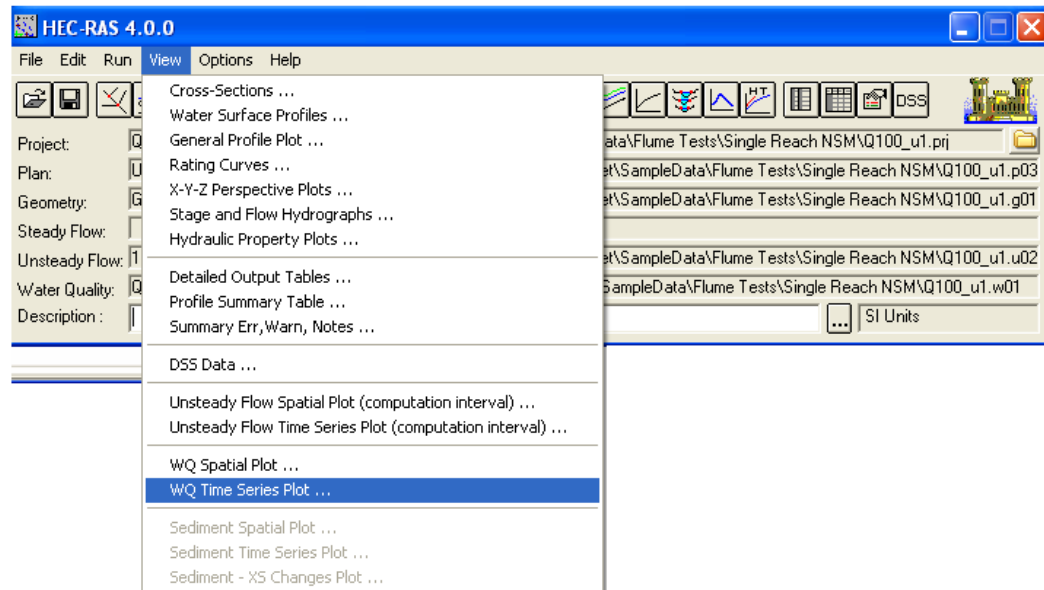 HEC-RAS 4.0.0
File Edit Run View Options Help
HT DSS
Project: Q ata\Flume Tests\Single Reach NSM\Q100_u1.prj
Plan: U et\SampleData\Flume Tests\Single Reach NSM\Q100_u1.p03
Geometry: G et\SampleData\Flume Tests\Single Reach NSM\Q100_u1.g01
Steady Flow:
Unsteady Flow: 1 et\SampleData\Flume Tests\Single Reach NSM\Q100_u1.u02
Water Quality: Q SampleData\Flume Tests\Single Reach NSM\Q100_u1.w01
Description : ... SI Units
Cross-Sections ...
Water Surface Profiles ...
General Profile Plot ...
Rating Curves ...
X-Y-Z Perspective Plots ...
Stage and Flow Hydrographs ...
Hydraulic Property Plots ...
Detailed Output Tables ...
Profile Summary Table ...
Summary Err,Warn, Notes ...
DSS Data ...
Unsteady Flow Spatial Plot (computation interval) ...
Unsteady Flow Time Series Plot (computation interval) ...
WQ Spatial Plot ...
WQ Time Series Plot ...
Sediment Spatial Plot ...
Sediment Time Series Plot ...
Sediment - XS Changes Plot ...